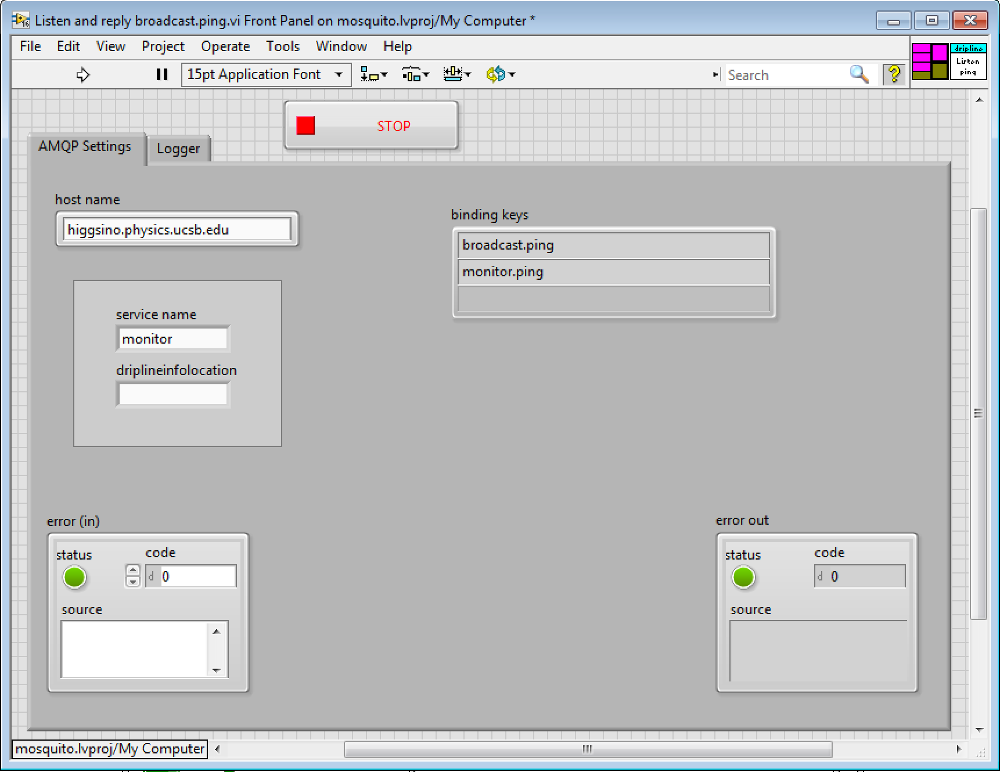 Listen and reply broadcast.ping.vi Front Panel on mosquito.lvproj/My Computer *
File Edit View Project Operate Tools Window Help
15pt Application Font
Search
?
dripline
Listen
ping
STOP
AMQP Settings
Logger
host name
higgsino.physics.ucsb.edu
binding keys
broadcast.ping
monitor.ping
service name
monitor
driplineinfolocation
error (in)
status
code
d 0
source
error out
status
code
d 0
source
mosquito.lvproj/My Computer